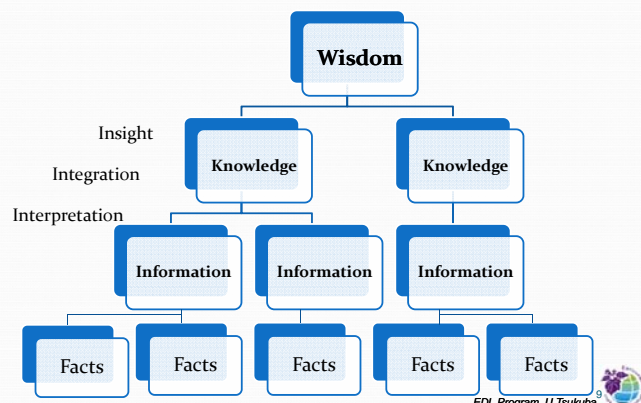 Wisdom
Insight
Knowledge
Knowledge
Integration
Interpretation
Information
Information
Information
Facts
Facts
Facts
Facts
Facts
9
EDL Program, U Tsukuba